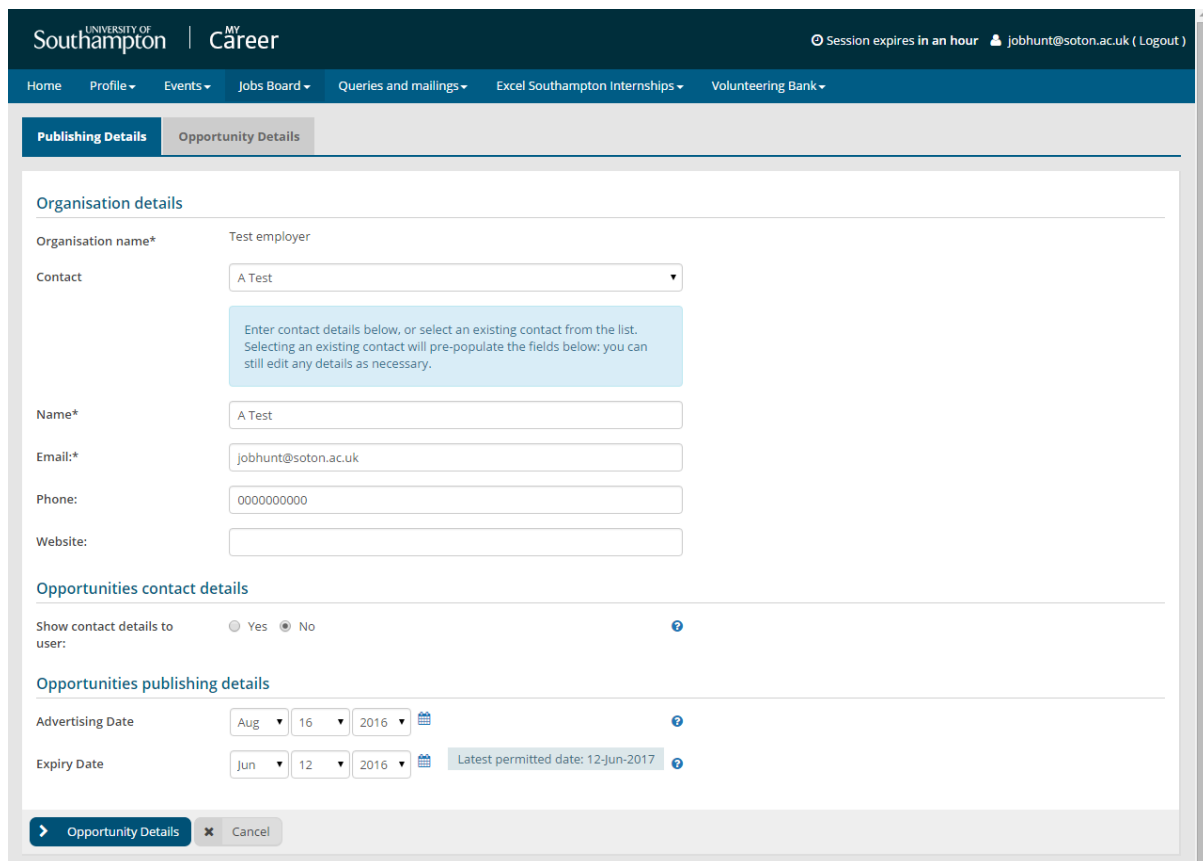 UNIVERSITY OF
Southampton
MY
Career
Session expires in an hour jobhunt@soton.ac.uk ( Logout )
Home Profile Events Jobs Board Queries and mailings Excel Southampton Internships Volunteering Bank
Publishing Details Opportunity Details
Organisation details
Organisation name* Test employer
Contact A Test
Enter contact details below, or select an existing contact from the list.
Selecting an existing contact will pre-populate the fields below: you can
still edit any details as necessary.
Name* A Test
Email:* jobhunt@soton.ac.uk
Phone: 0000000000
Website:
Opportunities contact details
Show contact details to Yes No
user:
Opportunities publishing details
Advertising Date Aug 16 2016
Expiry Date Jun 12 2016 Latest permitted date: 12-Jun-2017
Opportunity Details Cancel